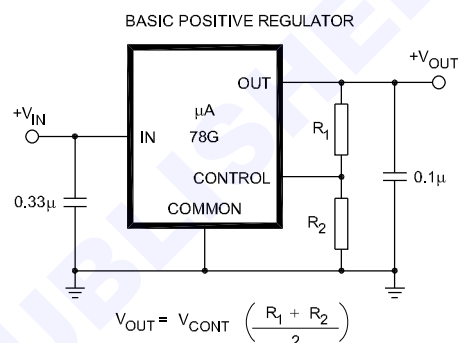 BASIC POSITIVE REGULATOR
OUT
+VOUT
μA
78G
+VIN
IN
R1
CONTROL
0.33μ
0.1μ
COMMON
R2
VOUT = VCONT (R1 + R2 / 2)